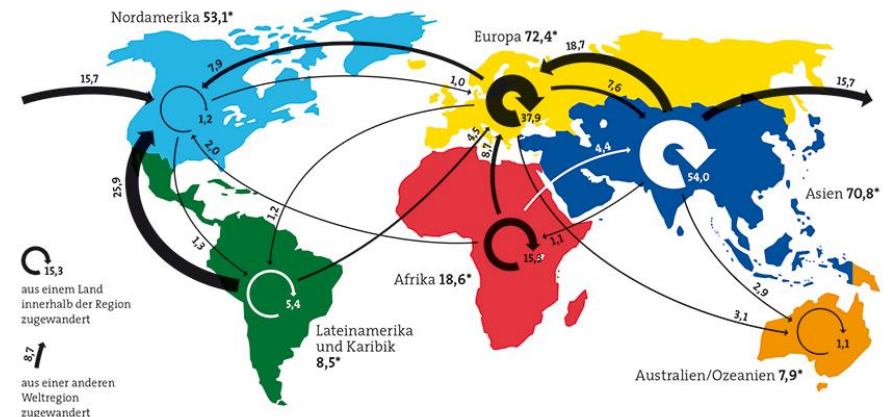 Nordamerika 53,1*
Europa 72,4*
18,7
7,9
15,7
1,0
7,6
15,7
1,2
37,9
4,5
8,7
4,4
2,0
54,0
25,9
Asien 70,8*
1,2
1,3
1,1
15,3
15,3
aus einem Land
innerhalb der Region
zugewandert
Afrika 18,6*
5,4
2,9
3,1
Lateinamerika
und Karibik
8,5*
1,1
8,7
aus einer anderen
Weltregion
zugewandert
Australien/Ozeanien 7,9*